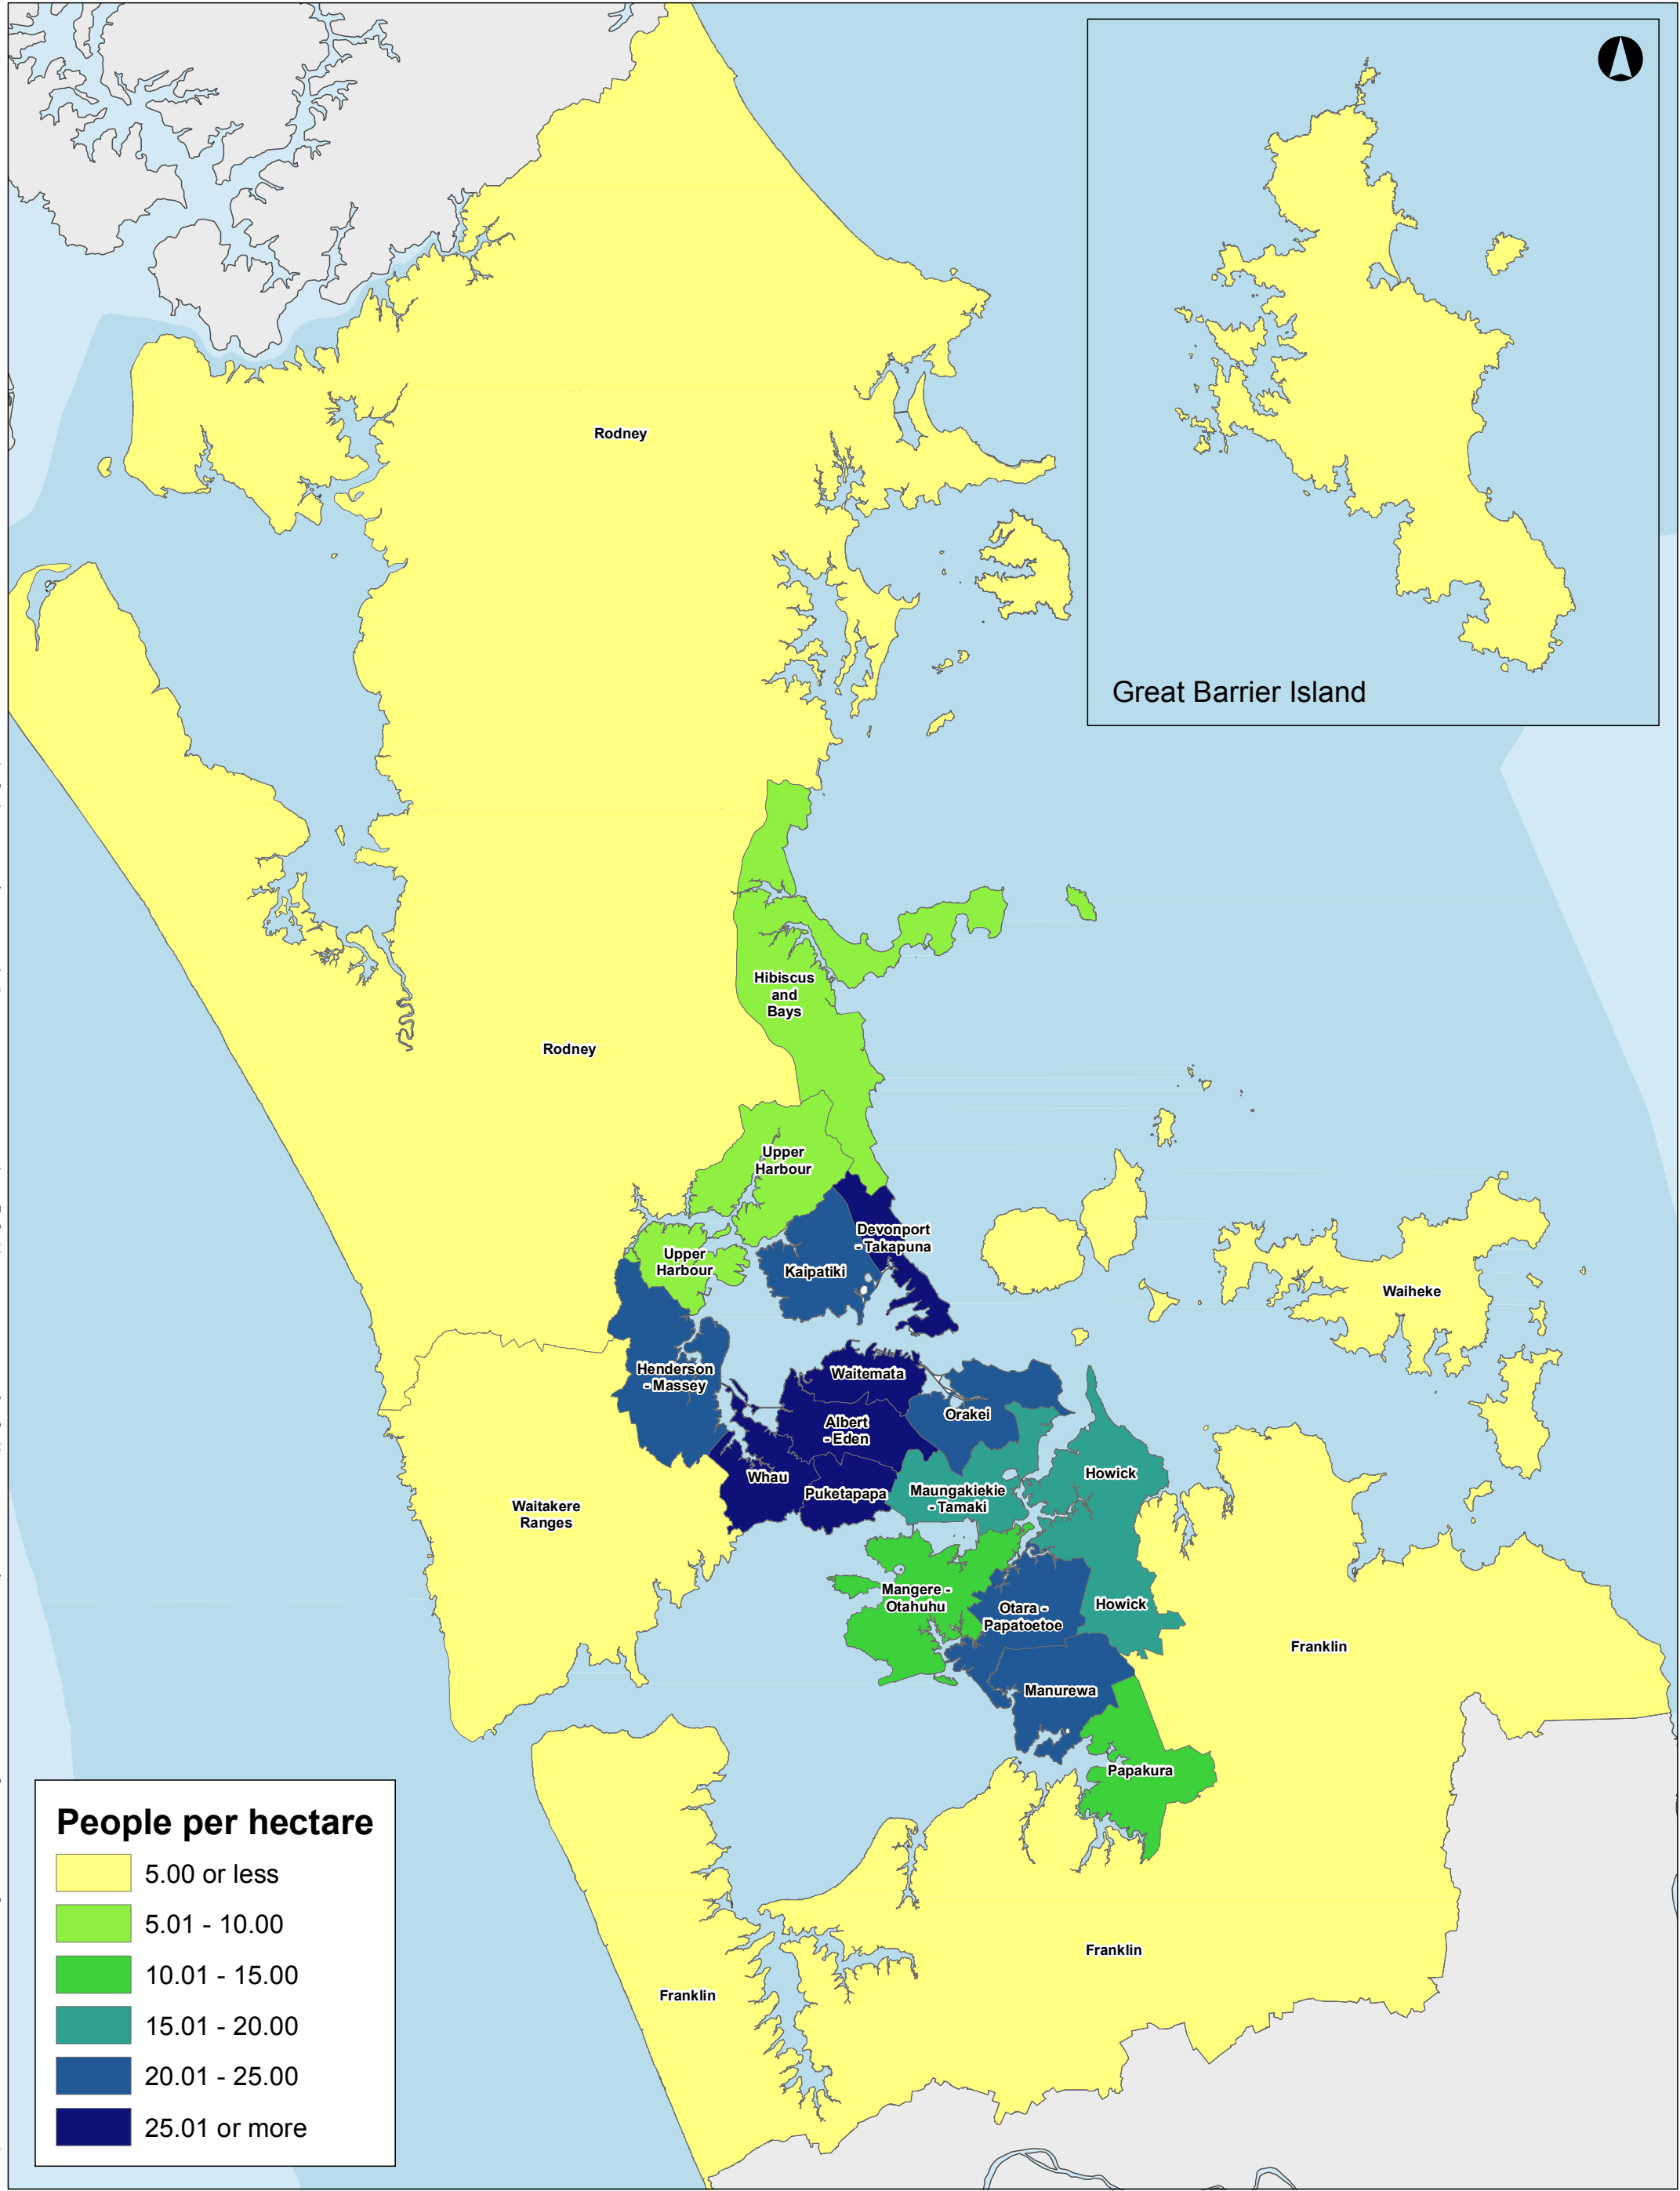 Great Barrier Island
Rodney
Hibiscus
and
Bays
Rodney
Upper
Harbour
Devonport
- Takapuna
Upper
Harbour
Kaipatiki
Waiheke
Henderson
- Massey
Waitemata
Orakei
Albert
- Eden
Howick
Whau
Puketapapa
Maungakiekie
- Tamaki
Waitakere
Ranges
Mangere -
Otahuhu
Otara -
Papatoetoe
Howick
Franklin
Manurewa
Papakura
Franklin
Franklin
People per hectare
5.00 or less
5.01 - 10.00
10.01 - 15.00
15.01 - 20.00
20.01 - 25.00
25.01 or more